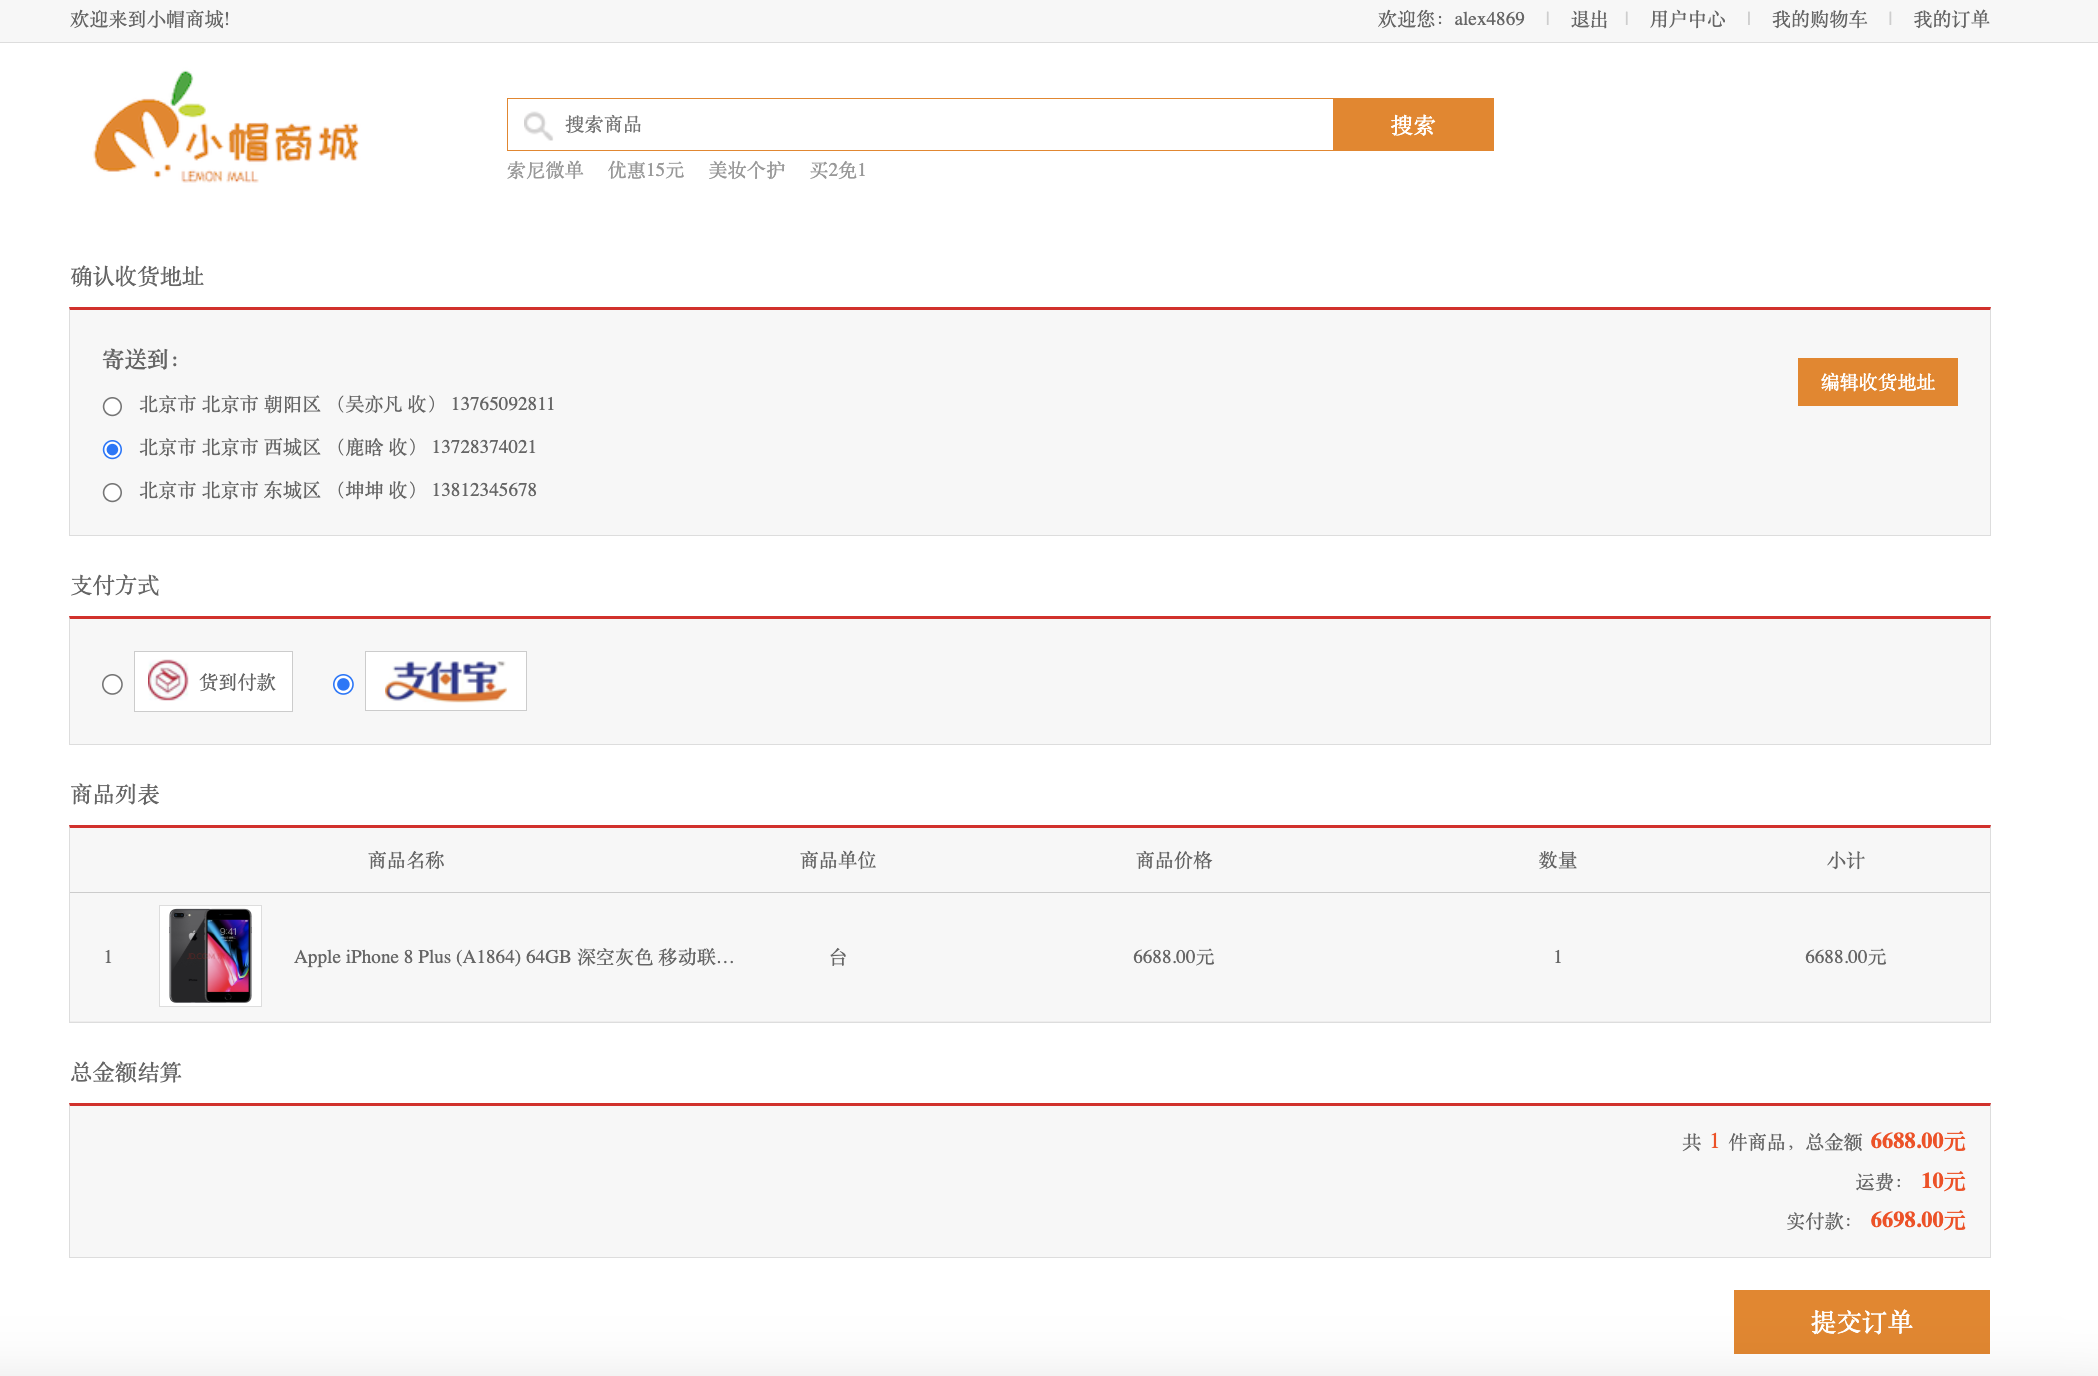 欢迎来到小帽商城!
欢迎您：alex4869 | 退出 | 用户中心 | 我的购物车 | 我的订单
小帽商城
LEMON MALL
搜索商品
搜索
索尼微单 优惠15元 美妆个护 买2免1
确认收货地址
寄送到：
编辑收货地址
北京市 北京市 朝阳区 （吴亦凡 收） 13765092811
北京市 北京市 西城区 （鹿晗 收） 13728374021
北京市 北京市 东城区 （坤坤 收） 13812345678
支付方式
货到付款 支付宝
商品列表
商品名称 商品单位 商品价格 数量 小计
9:41
1 Apple iPhone 8 Plus (A1864) 64GB 深空灰色 移动联... 台 6688.00元 1 6688.00元
总金额结算
共 1 件商品，总金额 6688.00元
运费： 10元
实付款： 6698.00元
提交订单